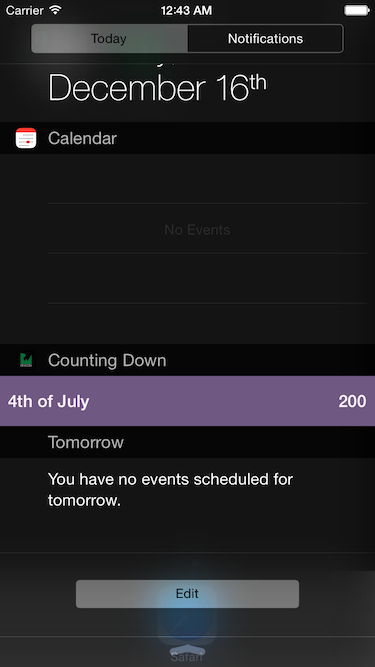 Carrier 12:43 AM
Today Notifications
December 16th
Calendar
No Events
Counting Down
4th of July 200
Tomorrow
You have no events scheduled for
tomorrow.
Edit
Safari